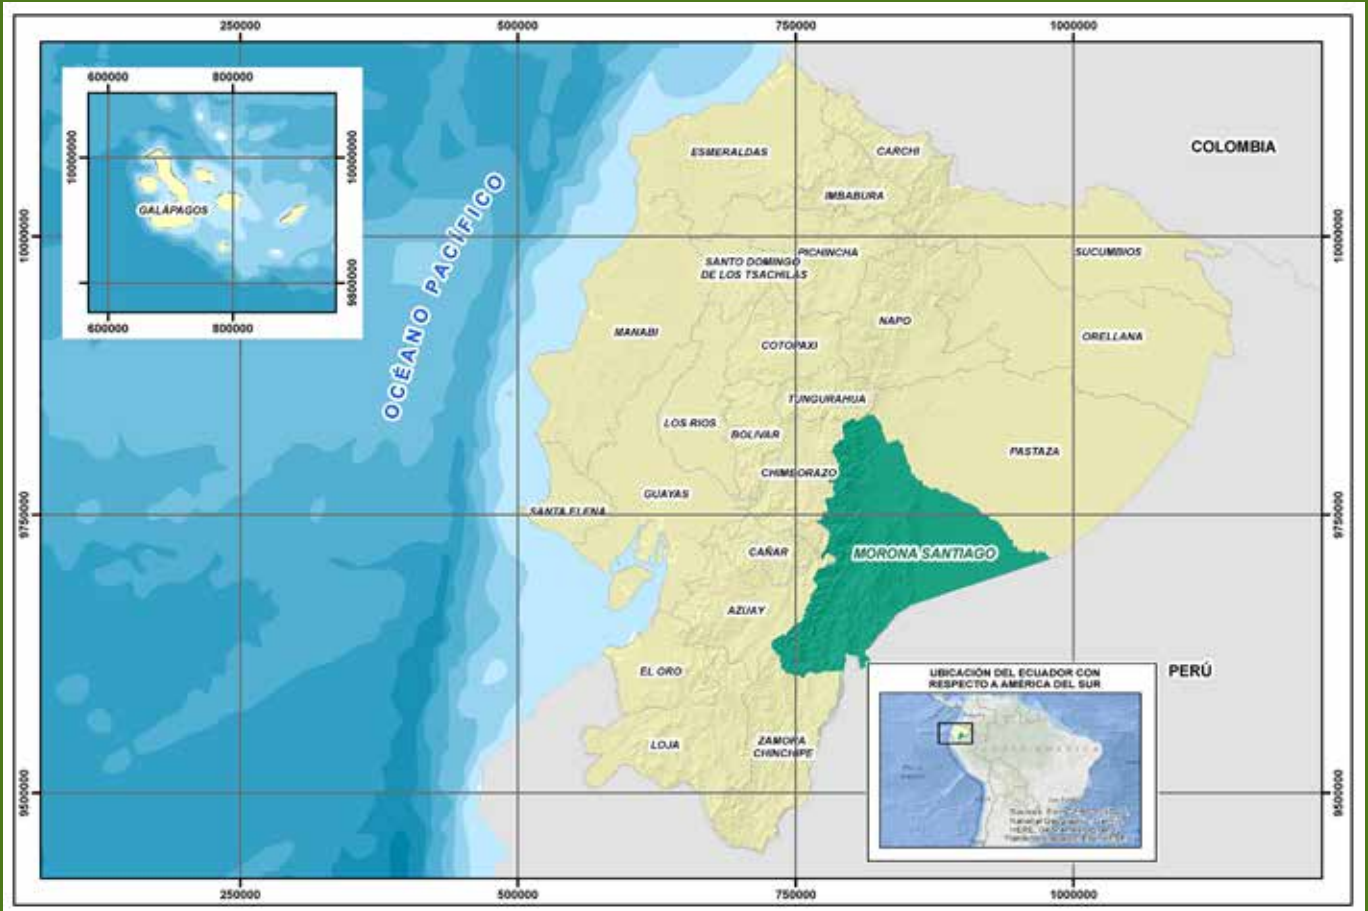 250000
500000
750000
1000000
600000
800000
10000000
10000000
GALÁPAGOS
9800000
600000
800000
OCÉANO PACÍFICO
COLOMBIA
ESMERALDAS
CARCHI
IMBABURA
10000000
10000000
PICHINCHA
SUCUMBIOS
SANTO DOMINGO
DE LOS TSACHILAS
NAPO
MANABI
ORELLANA
COTOPAXI
TUNGURAHUA
LOS RIOS
BOLIVAR
PASTAZA
CHIMBORAZO
GUAYAS
SANTA ELENA
9750000
9750000
CAÑAR
MORONA SANTIAGO
AZUAY
EL ORO
PERÚ
UBICACIÓN DEL ECUADOR CON
RESPECTO A AMÉRICA DEL SUR
LOJA
ZAMORA
CHINCHIPE
9500000
9500000
250000
500000
750000
1000000